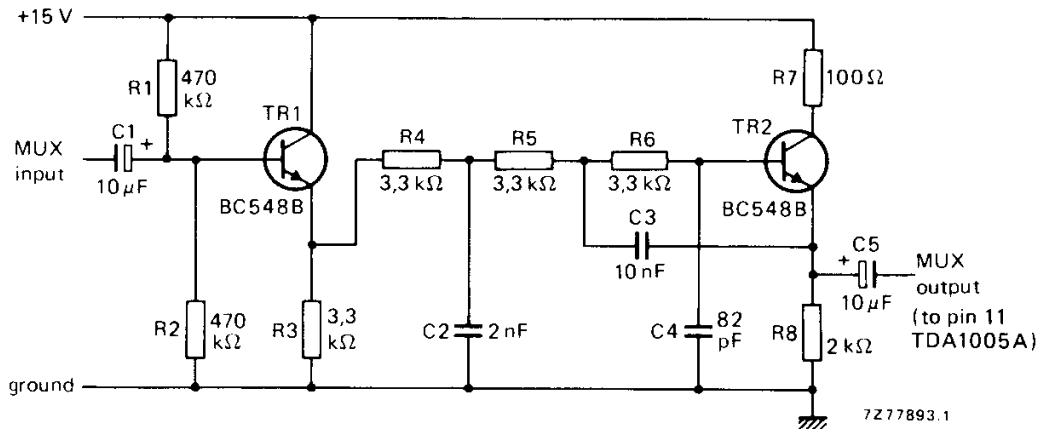 +15 V
R1
470
kΩ
R7
100Ω
TR1
TR2
MUX
input
C1
+
10 μF
R4
3,3 kΩ
R5
3,3 kΩ
R6
3,3 kΩ
BC548B
BC548B
C3
10 nF
+
C5
10 μF
MUX
output
(to pin 11
TDA1005A)
R2
470
kΩ
R3
3,3
kΩ
C2
2 nF
C4
82
pF
R8
2 kΩ
ground
7Z77893.1